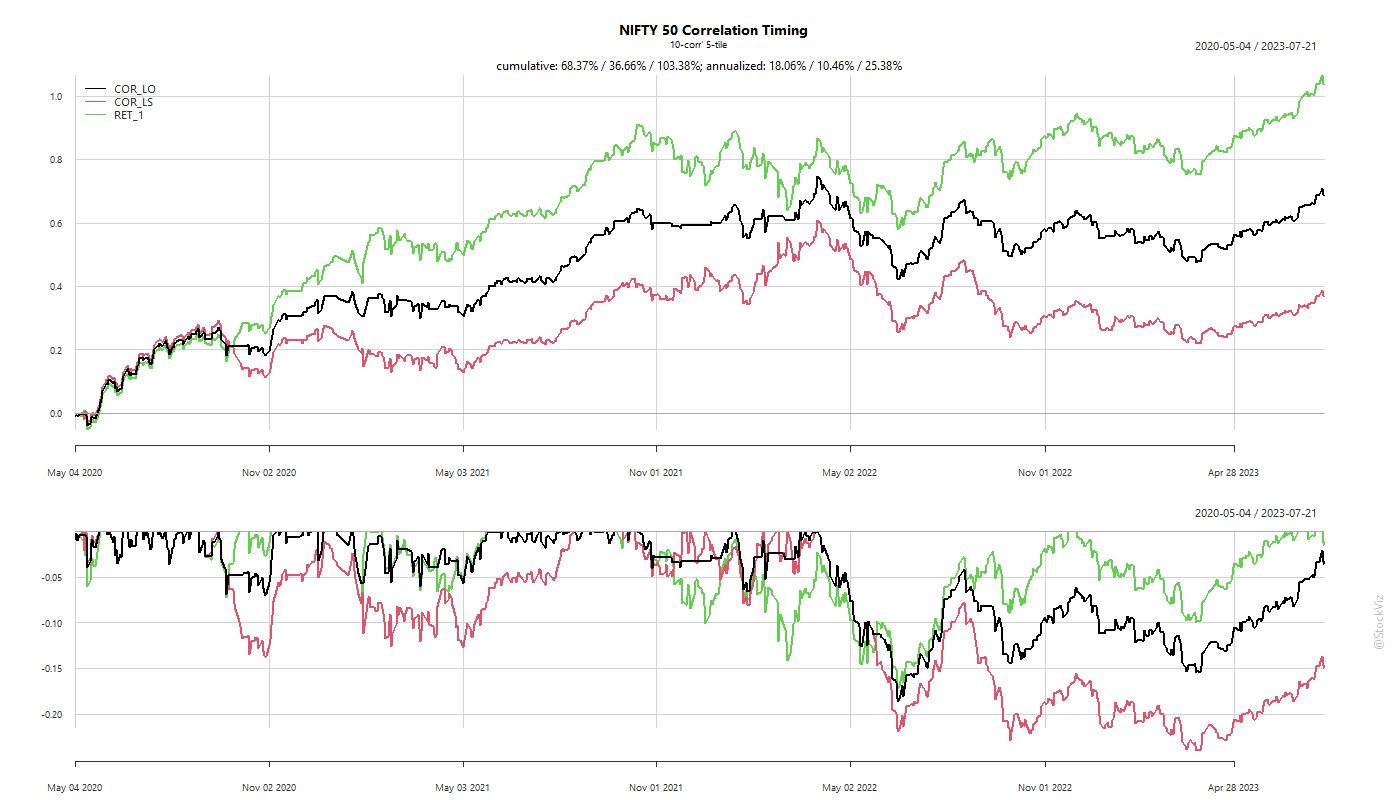 NIFTY 50 Correlation Timing
10-corr' 5-tile
2020-05-04 / 2023-07-21
cumulative: 68.37% / 36.66% / 103.38%; annualized: 18.06% / 10.46% / 25.38%
COR_LO
COR_LS
RET_1
1.0
0.8
0.6
0.4
0.2
0.0
May 04 2020 Nov 02 2020 May 03 2021 Nov 01 2021 May 02 2022 Nov 01 2022 Apr 28 2023
2020-05-04 / 2023-07-21
-0.05
-0.10
-0.15
-0.20
May 04 2020 Nov 02 2020 May 03 2021 Nov 01 2021 May 02 2022 Nov 01 2022 Apr 28 2023
@StockViz